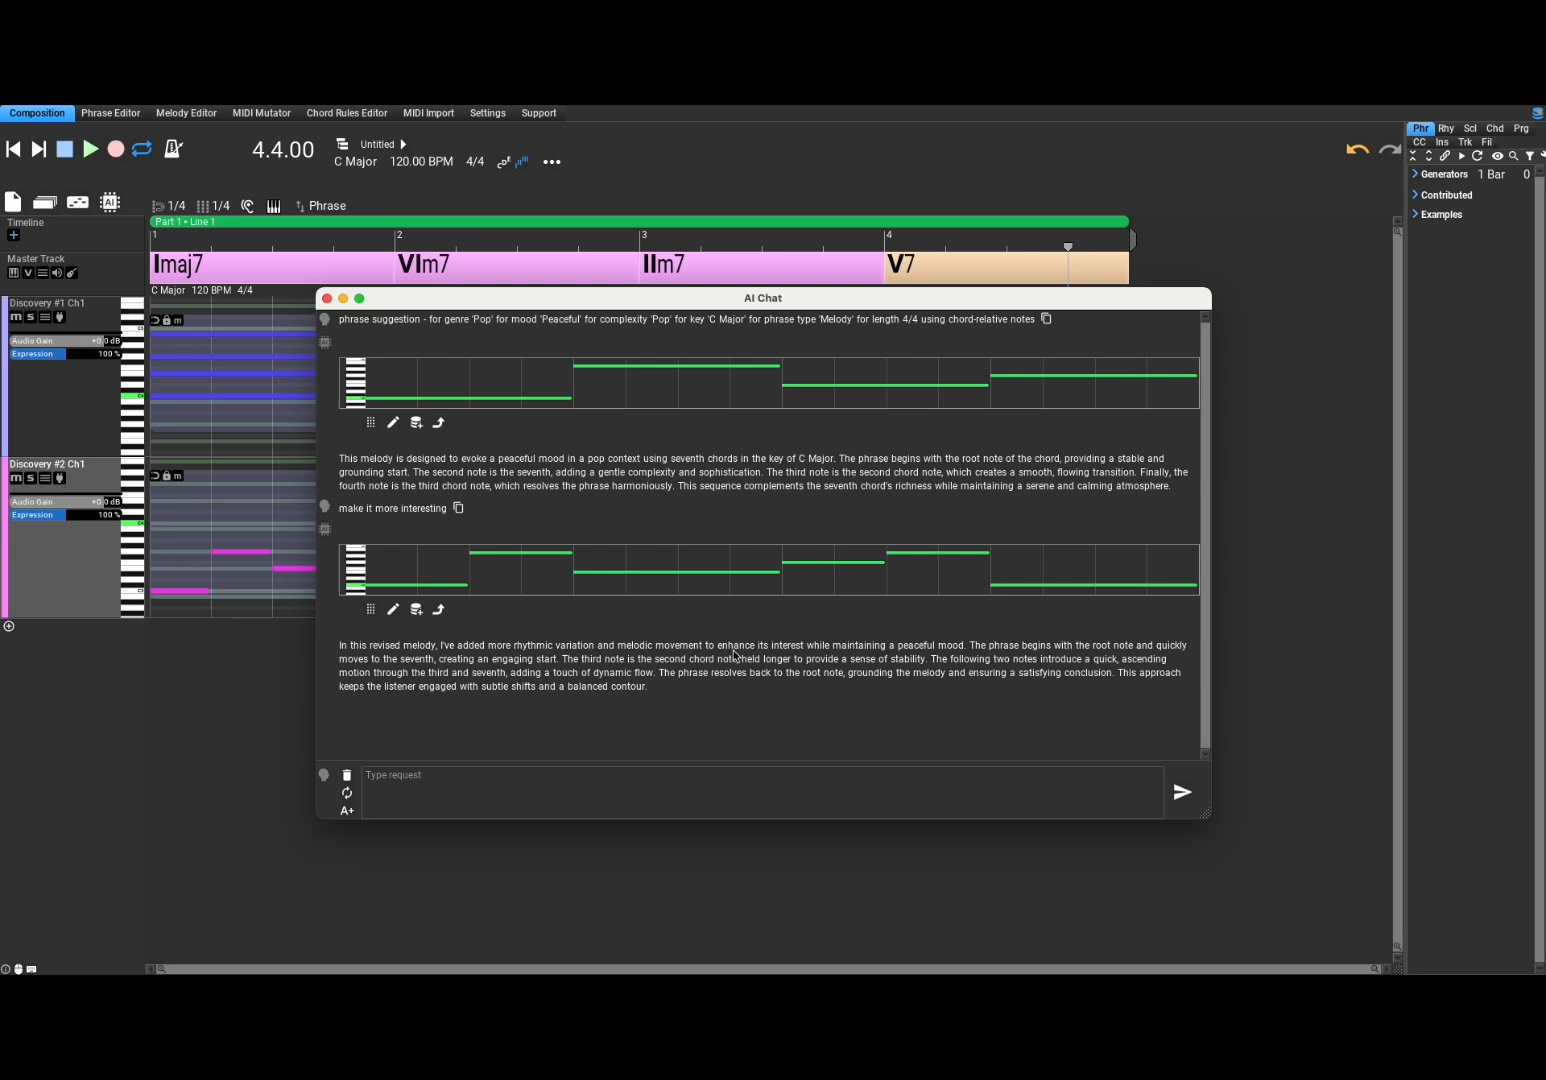 Composition Phrase Editor Melody Editor MIDI Mutator Chord Rules Editor MIDI Import Settings Support
Phr Rhy Scl Chd Prg
CC Ins Trk Fil
4.4.00
Untitled
C Major 120.00 BPM 4/4
Generators 1 Bar 0
Contributed
Examples
AI
1/4 1/4 Phrase
Timeline
Part 1 Line 1
1 2 3 4
Master Track
Imaj7 VIm7 IIm7 V7
V
C Major 120 BPM 4/4
Discovery #1 Ch1
m s
m
Audio Gain +0.0 dB
Expression 100 %
Discovery #2 Ch1
m s
m
Audio Gain +0.0 dB
Expression 100 %
AI Chat
phrase suggestion - for genre 'Pop' for mood 'Peaceful' for complexity 'Pop' for key 'C Major' for phrase type 'Melody' for length 4/4 using chord-relative notes
This melody is designed to evoke a peaceful mood in a pop context using seventh chords in the key of C Major. The phrase begins with the root note of the chord, providing a stable and
grounding start. The second note is the seventh, adding a gentle complexity and sophistication. The third note is the second chord note, which creates a smooth, flowing transition. Finally, the
fourth note is the third chord note, which resolves the phrase harmoniously. This sequence complements the seventh chord's richness while maintaining a serene and calming atmosphere.
make it more interesting
In this revised melody, I've added more rhythmic variation and melodic movement to enhance its interest while maintaining a peaceful mood. The phrase begins with the root note and quickly
moves to the seventh, creating an engaging start. The third note is the second chord note held longer to provide a sense of stability. The following two notes introduce a quick, ascending
motion through the third and seventh, adding a touch of dynamic flow. The phrase resolves back to the root note, grounding the melody and ensuring a satisfying conclusion. This approach
keeps the listener engaged with subtle shifts and a balanced contour.
Type request
A+